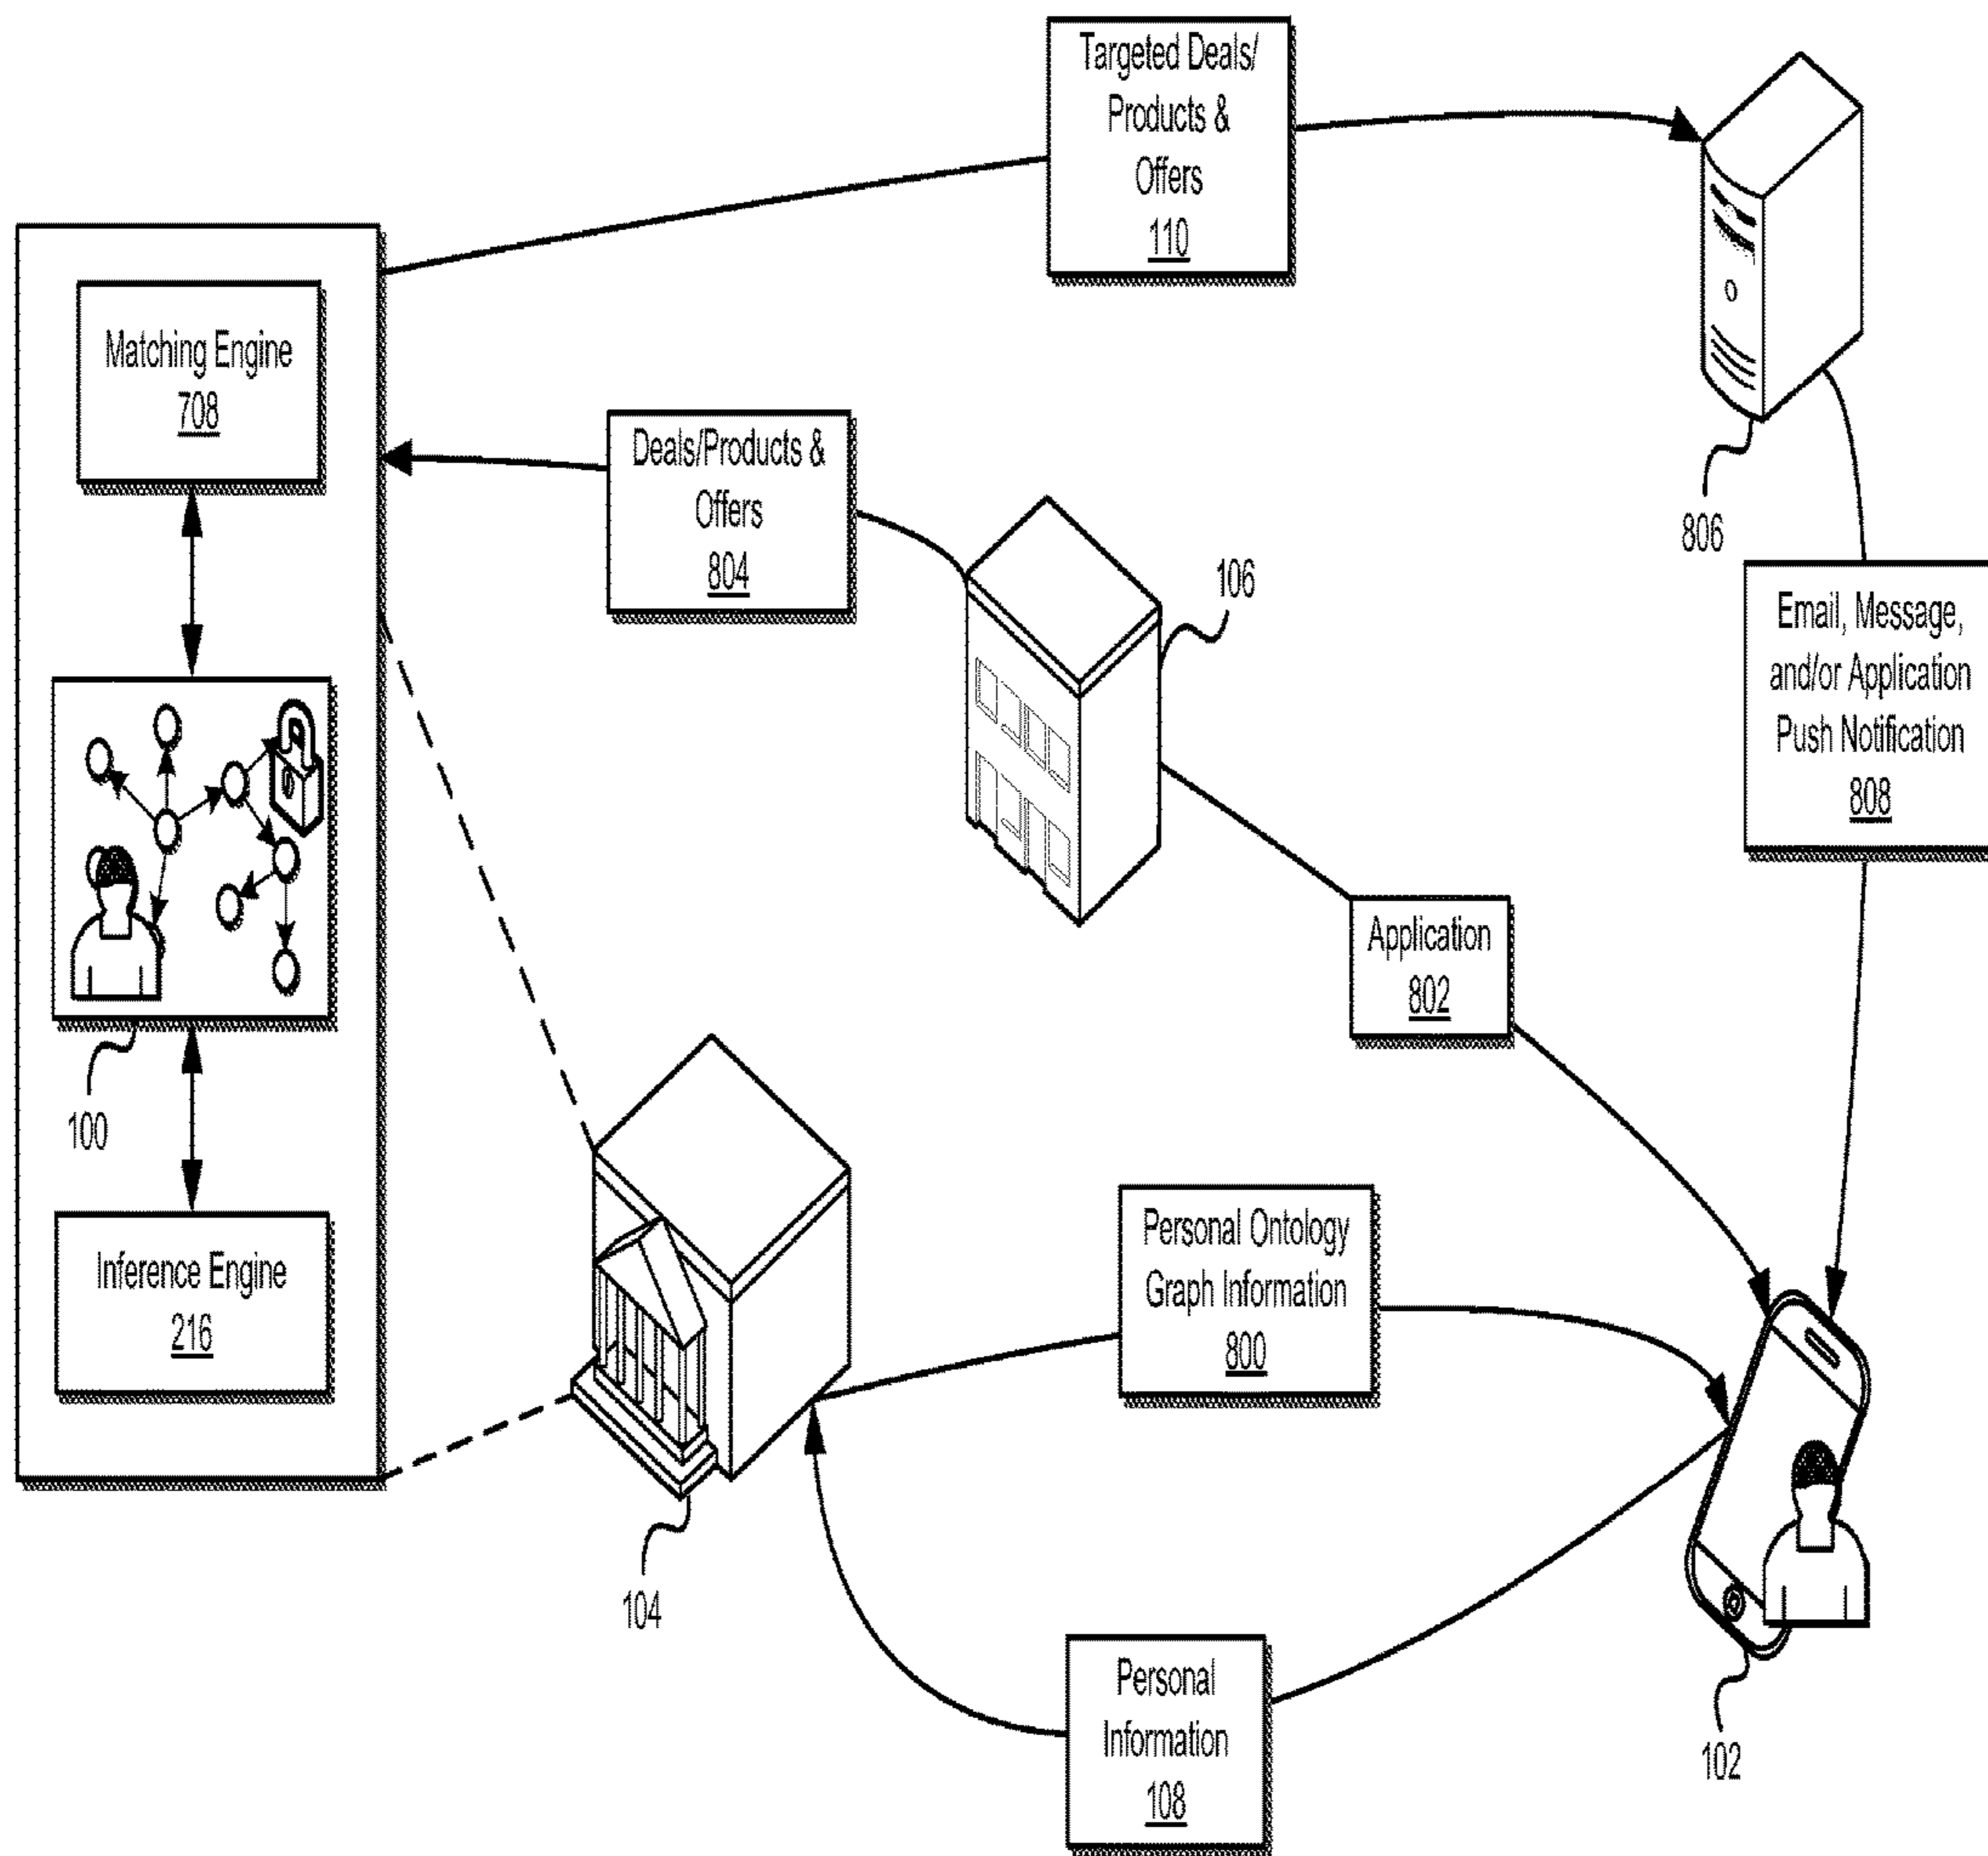 Targeted Deals/
Products &
Offers
110
Matching Engine
708
Deals/Products &
Offers
804
806
106
Email, Message,
and/or Application
Push Notification
808
Application
802
100
Inference Engine
216
Personal Ontology
Graph Information
800
104
Personal
Information
108
102